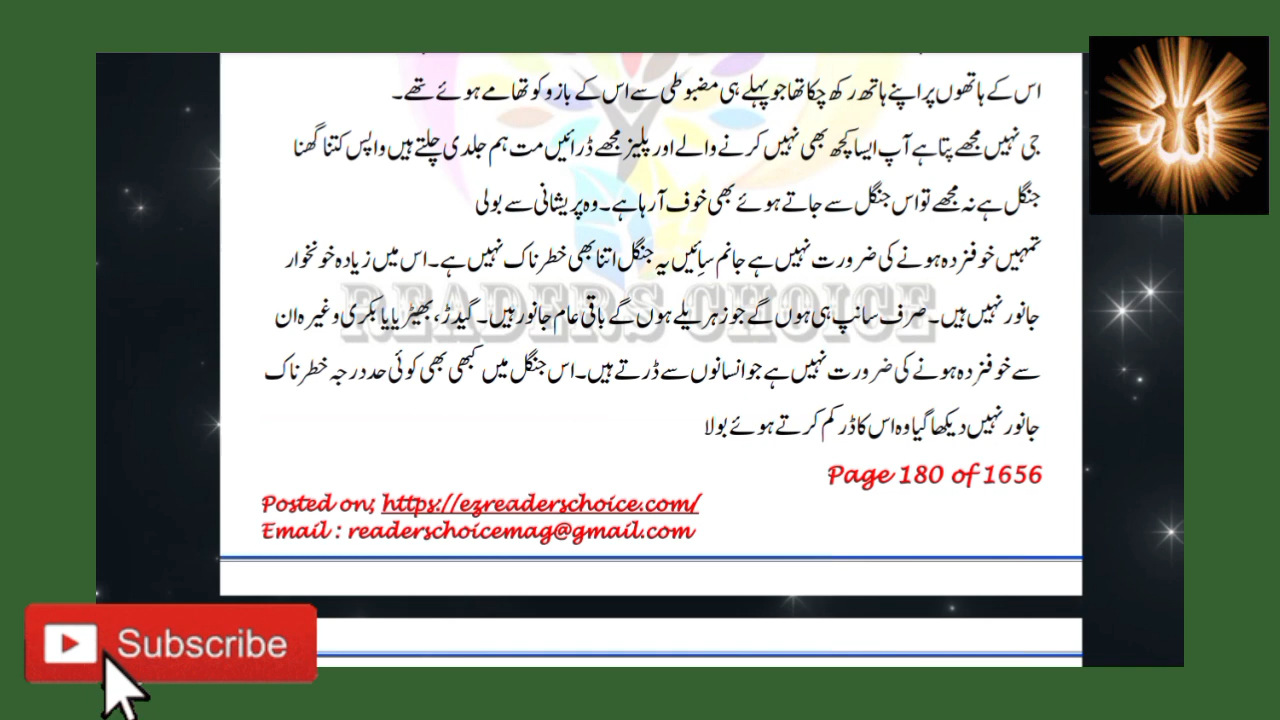 اس کے ہاتھوں پر اپنے ہاتھ رکھ چکا تھا جو پہلے ہی مضبوطی سے اس کے بازو کو تھامے ہوئے تھے۔
جی نہیں مجھے پتا ہے آپ ایسا کچھ بھی نہیں کرنے والے اور پلیز مجھے ڈرائیں مت ہم جلدی چلتے ہیں واپس کتنا گھنا
جنگل ہے نہ مجھے تو اس جنگل سے جاتے ہوئے بھی خوف آ رہا ہے۔ وہ پریشانی سے بولی
تمہیں خوفزدہ ہونے کی ضرورت نہیں ہے جانم سائیں یہ جنگل اتنا بھی خطرناک نہیں ہے۔ اس میں زیادہ خونخوار
جانور نہیں ہیں۔ صرف سانپ ہی ہوں گے جو زہریلے ہوں گے باقی عام جانور ہیں۔ گیدڑ، بھیڑیا یا بکری وغیرہ ان
سے خوفزدہ ہونے کی ضرورت نہیں ہے جو انسانوں سے ڈرتے ہیں۔ اس جنگل میں کبھی بھی کوئی حد درجہ خطرناک
جانور نہیں دیکھا گیا وہ اس کا ڈر کم کرتے ہوئے بولا
READERS CHOICE
Page 180 of 1656
Posted on; https://ezreaderschoice.com/
Email : readerschoicemag@gmail.com
الله
Subscribe